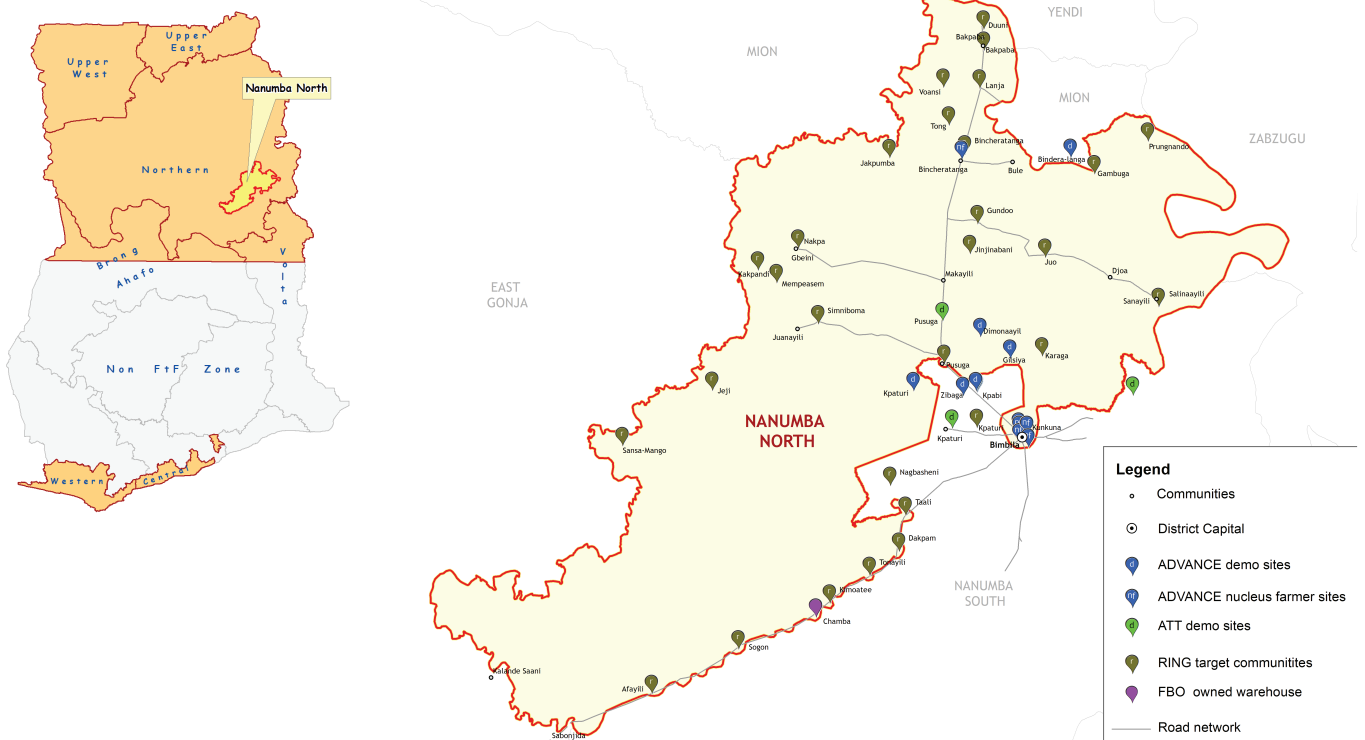 Upper
East
Upper
West
Nanumba North
Northern
Brong
Ahafo
Volta
Non FtF Zone
Western
Central
YENDI
MION
MION
ZABZUGU
EAST
GONJA
NANUMBA
NORTH
NANUMBA
SOUTH
Duuni
Bakpaba
Bakpaba
Voansi
Lanja
Tong
Jakpumba
Bincheratanga
Bincheratanga
Bule
Bindera-langa
Gambuga
Prungnando
Gundoo
Jinjinabani
Juo
Nakpa
Gbeini
Kakpandi
Mempeasem
Makayili
Djoa
Salinaayili
Sanayili
Simniboma
Juanayili
Pusuga
Dimonaayil
Gitsiya
Karaga
Pusuga
Jeji
Kpaturi
Zibaga
Kpabi
Kpaturi
Kpaturi
Kunkuna
Bimbila
Sansa-Mango
Nagbasheni
Taali
Dakpam
Tonayili
Kimoatee
Chamba
Sogon
Kalande Saani
Afayili
Sabonjida
Legend
Communities
District Capital
d ADVANCE demo sites
nf ADVANCE nucleus farmer sites
d ATT demo sites
r RING target communitites
FBO owned warehouse
Road network